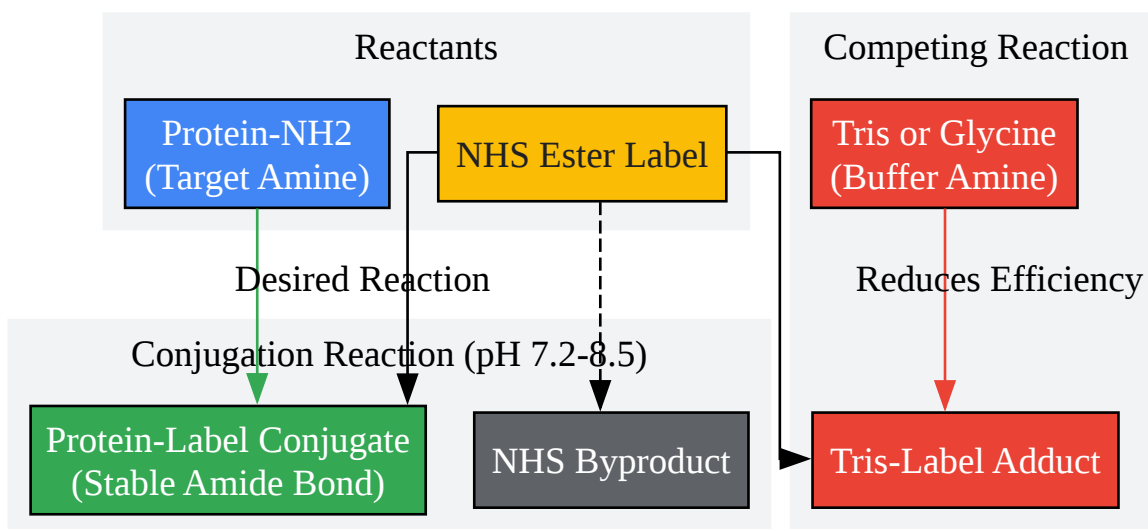 Reactants
Competing Reaction
Protein-NH2
(Target Amine)
NHS Ester Label
Tris or Glycine
(Buffer Amine)
Desired Reaction
Reduces Efficiency
Conjugation Reaction (pH 7.2-8.5)
Protein-Label Conjugate
(Stable Amide Bond)
NHS Byproduct
Tris-Label Adduct